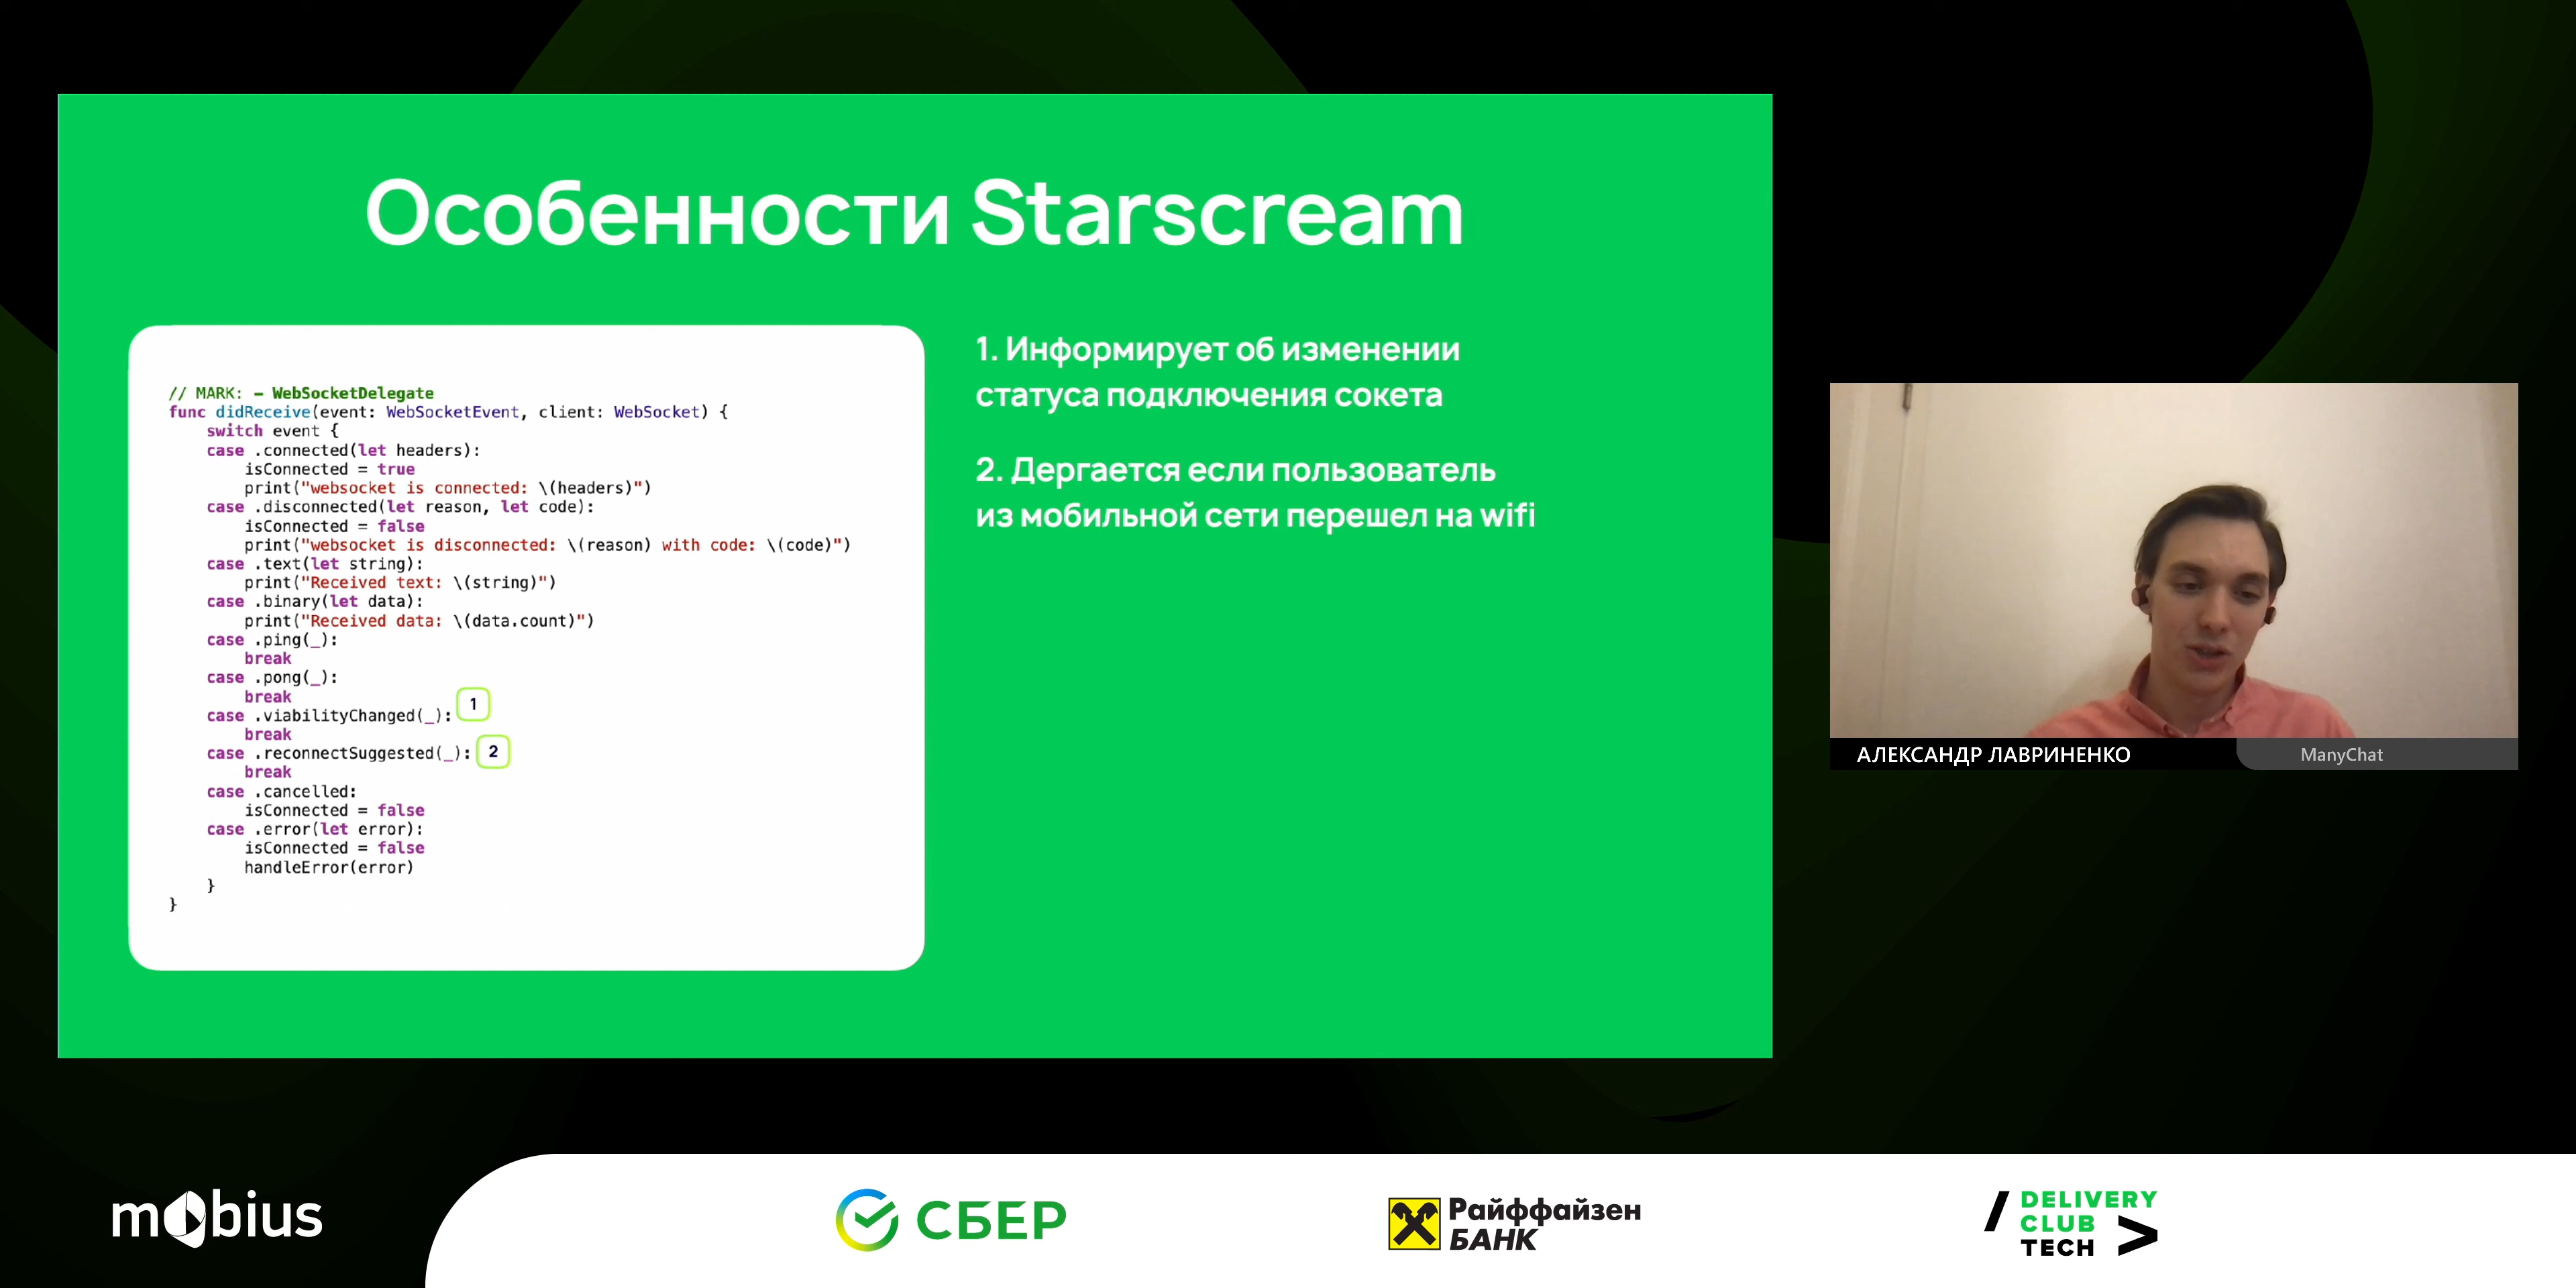 Особенности Starscream
// MARK: – WebSocketDelegate
func didReceive(event: WebSocketEvent, client: WebSocket) {
switch event {
case .connected(let headers):
isConnected = true
print("websocket is connected: \(headers)")
case .disconnected(let reason, let code):
isConnected = false
print("websocket is disconnected: \(reason) with code: \(code)")
case .text(let string):
print("Received text: \(string)")
case .binary(let data):
print("Received data: \(data.count)")
case .ping(_):
break
case .pong(_):
break
case .viabilityChanged(_): 1
break
case .reconnectSuggested(_): 2
break
case .cancelled:
isConnected = false
case .error(let error):
isConnected = false
handleError(error)
}
}
1. Информирует об изменении
статуса подключения сокета
2. Дергается если пользователь
из мобильной сети перешел на wifi
АЛЕКСАНДР ЛАВРИНЕНКО
ManyChat
mobius
СБЕР
Райффайзен
БАНК
DELIVERY
CLUB
TECH